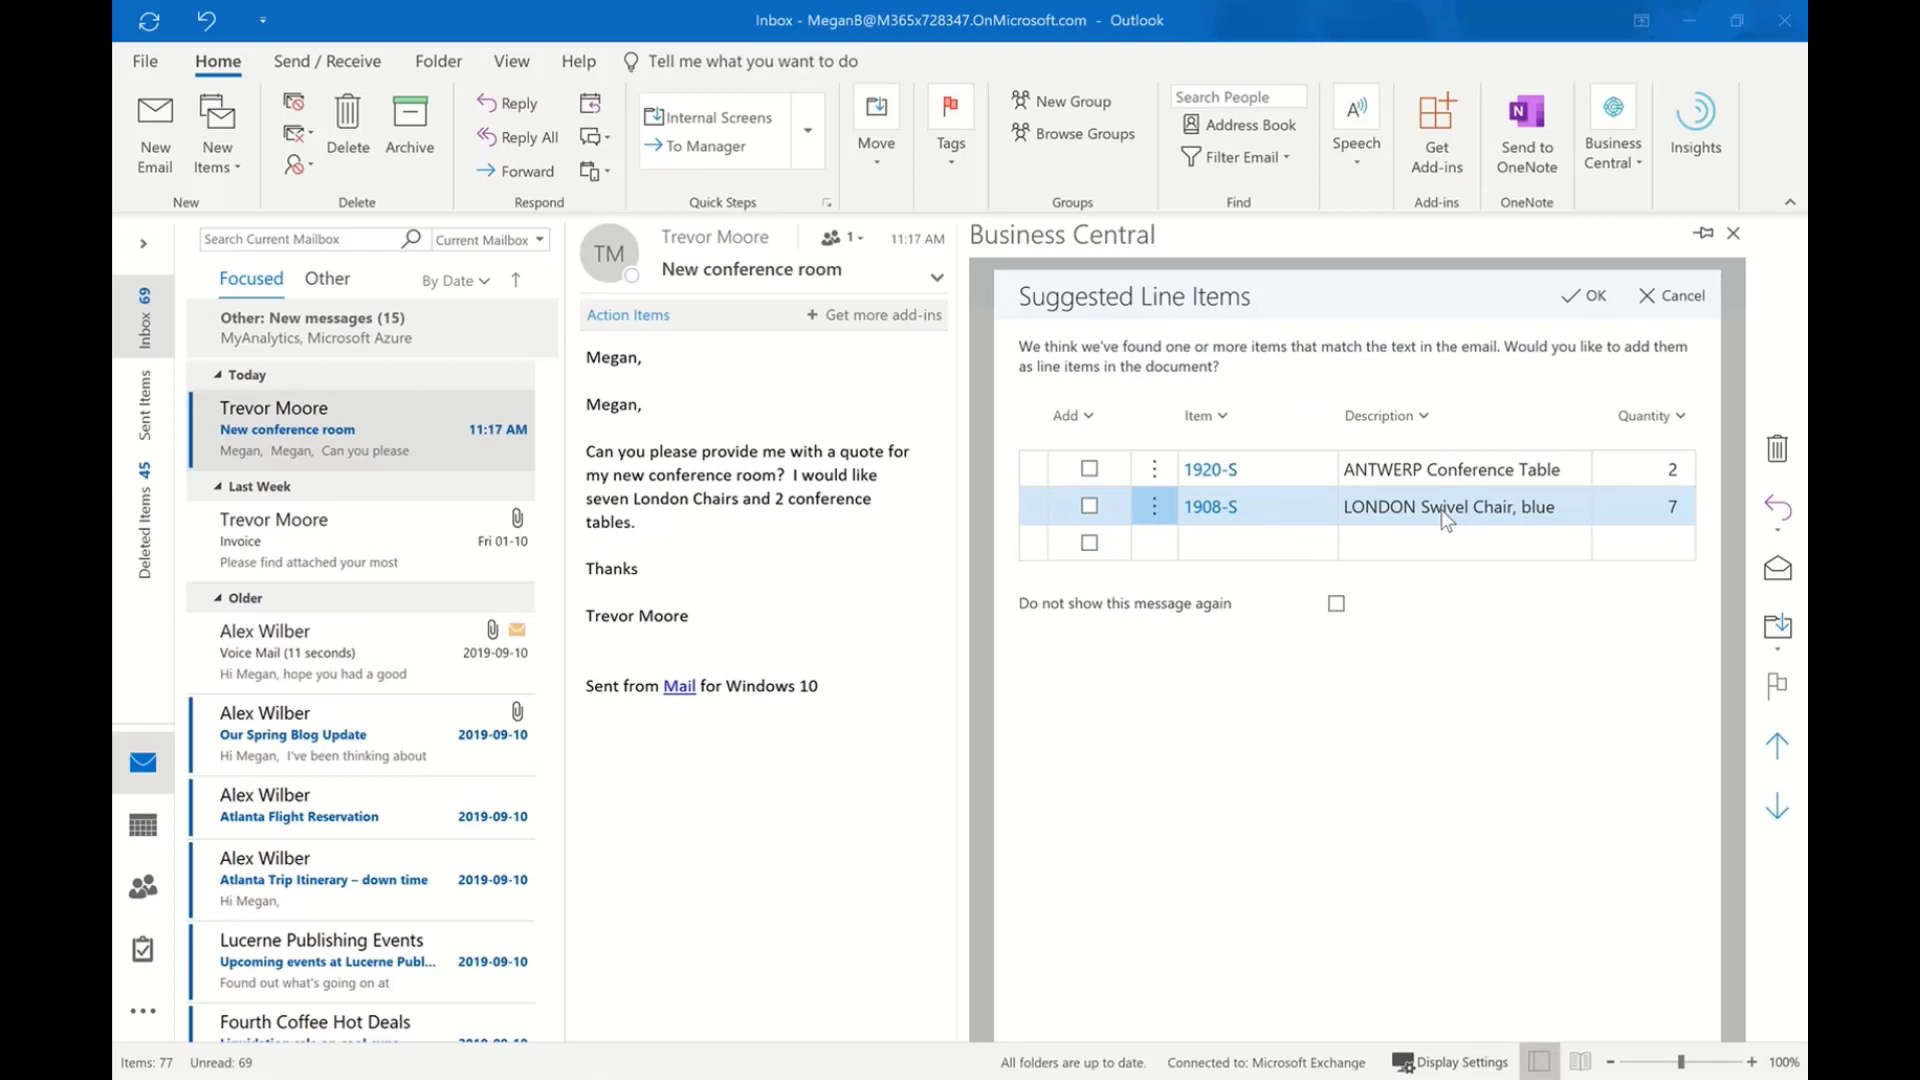 Inbox - MeganB@M365x728347.OnMicrosoft.com - Outlook
File Home Send / Receive Folder View Help Tell me what you want to do
New Email
New Items
Delete
Archive
Reply
Reply All
Forward
Internal Screens
To Manager
Move
Tags
New Group
Browse Groups
Search People
Address Book
Filter Email
Speech
Get Add-ins
Send to OneNote
Business Central
Insights
New Delete Respond Quick Steps Groups Find Add-ins OneNote
Inbox 69
Sent Items
Deleted Items 45
Search Current Mailbox Current Mailbox
Focused Other By Date
Other: New messages (15)
MyAnalytics, Microsoft Azure
Today
Trevor Moore
New conference room 11:17 AM
Megan, Megan, Can you please
Last Week
Trevor Moore
Invoice Fri 01-10
Please find attached your most
Older
Alex Wilber
Voice Mail (11 seconds) 2019-09-10
Hi Megan, hope you had a good
Alex Wilber
Our Spring Blog Update 2019-09-10
Hi Megan, I've been thinking about
Alex Wilber
Atlanta Flight Reservation 2019-09-10
Alex Wilber
Atlanta Trip Itinerary – down time 2019-09-10
Hi Megan,
Lucerne Publishing Events
Upcoming events at Lucerne Publ... 2019-09-10
Found out what's going on at
Fourth Coffee Hot Deals
TM
Trevor Moore 1 11:17 AM
New conference room
Action Items + Get more add-ins
Megan,
Megan,
Can you please provide me with a quote for
my new conference room? I would like
seven London Chairs and 2 conference
tables.
Thanks
Trevor Moore
Sent from Mail for Windows 10
Business Central
Suggested Line Items OK Cancel
We think we've found one or more items that match the text in the email. Would you like to add them
as line items in the document?
Add Item Description Quantity
1920-S ANTWERP Conference Table 2
1908-S LONDON Swivel Chair, blue 7
Do not show this message again
Items: 77 Unread: 69 All folders are up to date. Connected to: Microsoft Exchange Display Settings 100%